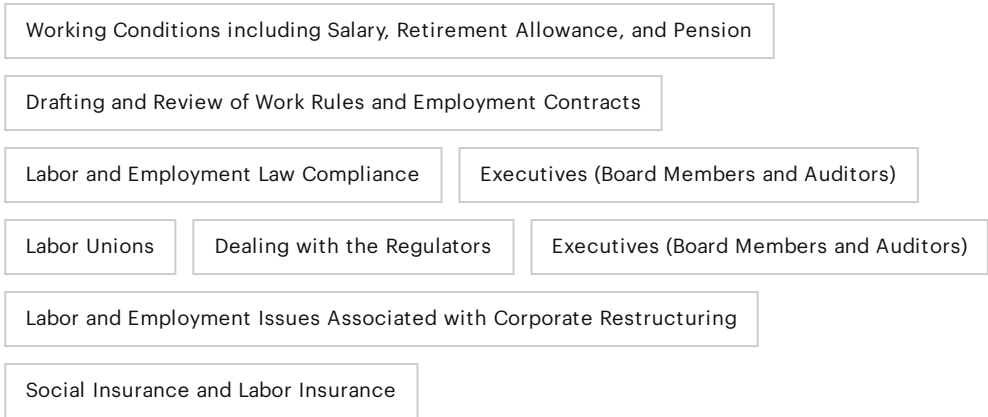 Working Conditions including Salary, Retirement Allowance, and Pension
Drafting and Review of Work Rules and Employment Contracts
Labor and Employment Law Compliance
Executives (Board Members and Auditors)
Labor Unions
Dealing with the Regulators
Executives (Board Members and Auditors)
Labor and Employment Issues Associated with Corporate Restructuring
Social Insurance and Labor Insurance